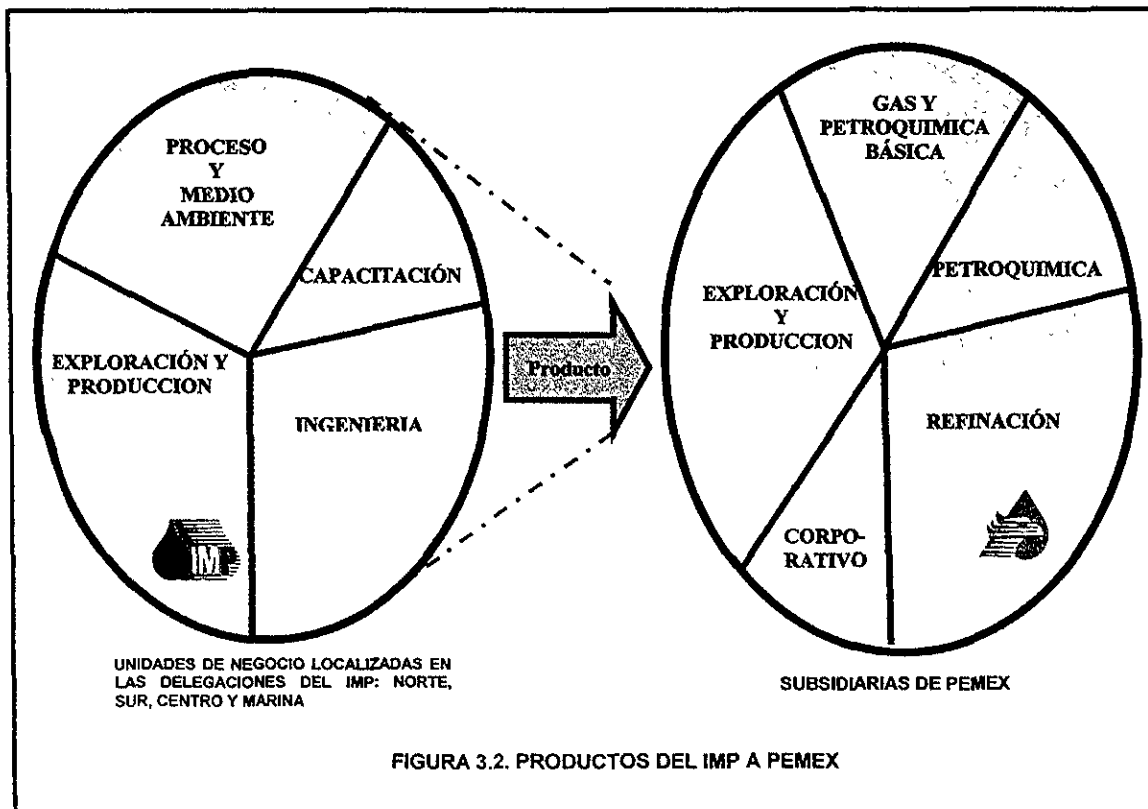 PROCESO
Y
MEDIO
AMBIENTE
CAPACITACIÓN
EXPLORACIÓN Y
PRODUCCION
INGENIERIA
IMP
UNIDADES DE NEGOCIO LOCALIZADAS EN
LAS DELEGACIONES DEL IMP: NORTE,
SUR, CENTRO Y MARINA
Producto
GAS Y
PETROQUIMICA
BÁSICA
PETROQUIMICA
EXPLORACIÓN
Y
PRODUCCION
REFINACIÓN
CORPO-
RATIVO
SUBSIDIARIAS DE PEMEX
FIGURA 3.2. PRODUCTOS DEL IMP A PEMEX